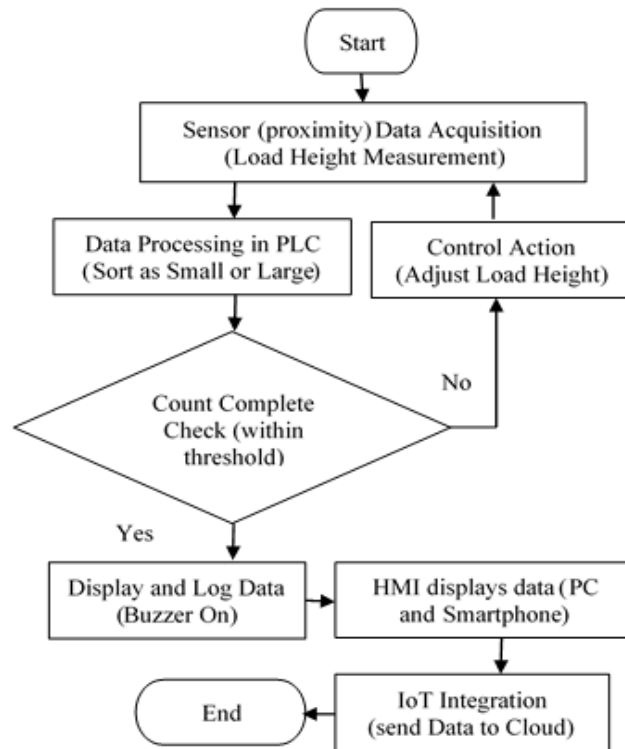 Start
Sensor (proximity) Data Acquisition
(Load Height Measurement)
Data Processing in PLC
(Sort as Small or Large)
Control Action
(Adjust Load Height)
No
Count Complete
Check (within
threshold)
Yes
Display and Log Data
(Buzzer On)
HMI displays data (PC
and Smartphone)
End
IoT Integration
(send Data to Cloud)